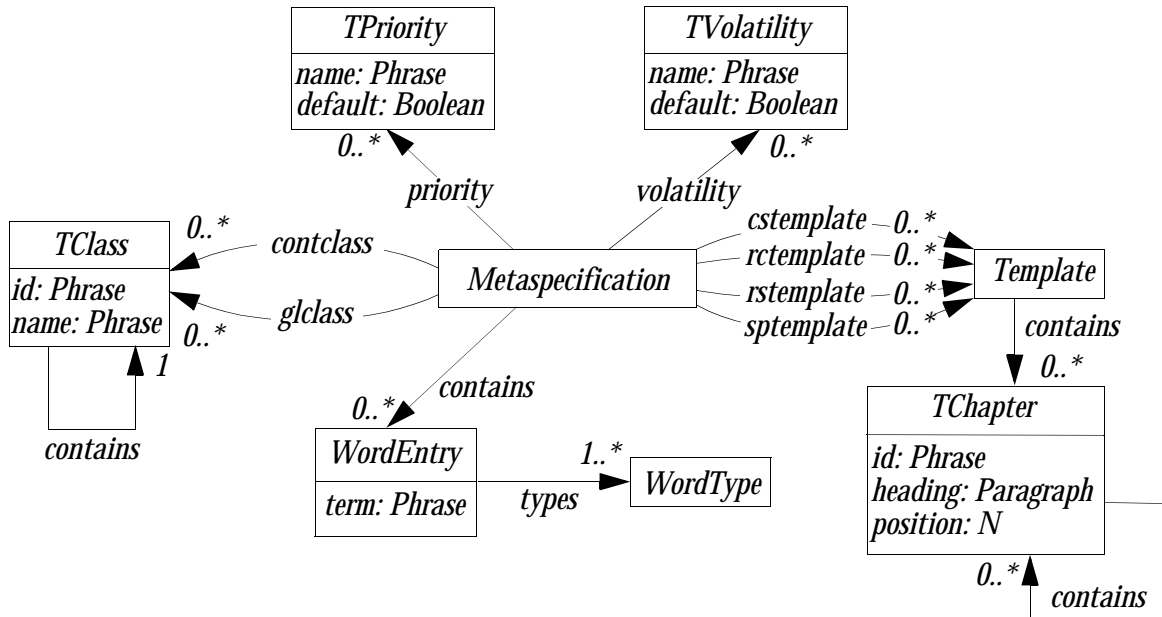 TPriority
name: Phrase
default: Boolean
TVolatility
name: Phrase
default: Boolean
0..*
0..*
priority
volatility
TClass
id: Phrase
name: Phrase
0..*
contclass
0..*
glclass
1
contains
Metaspecification
cstemplate 0..*
rctemplate 0..*
rstemplate 0..*
sptemplate 0..*
Template
contains
0..*
contains
0..*
WordEntry
term: Phrase
1..*
types
WordType
TChapter
id: Phrase
heading: Paragraph
position: N
0..*
contains